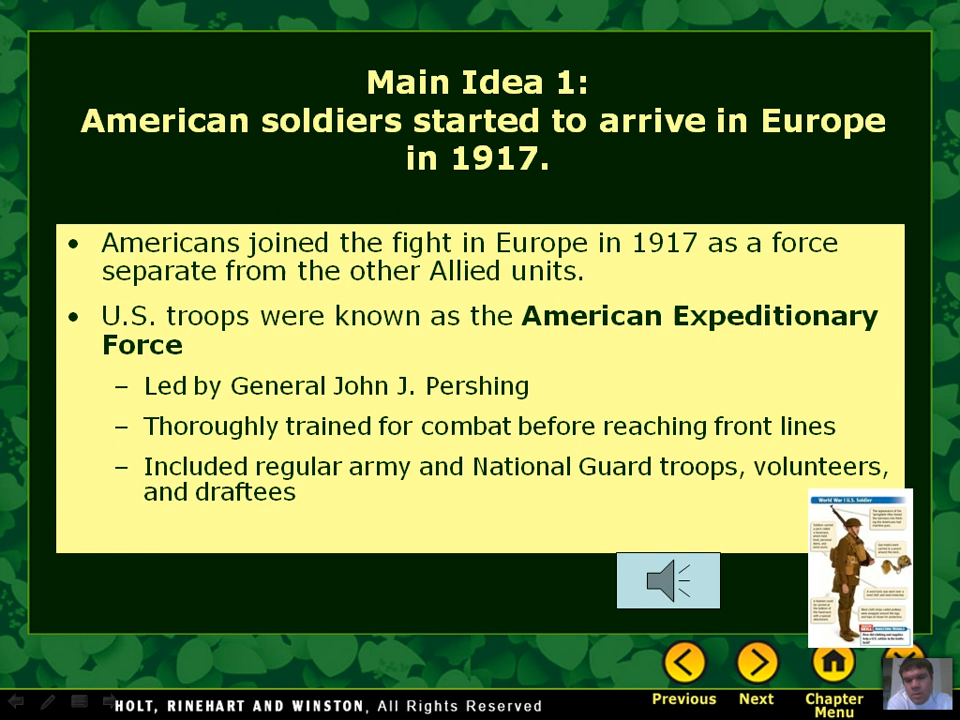 Main Idea 1:
American soldiers started to arrive in Europe
in 1917.
• Americans joined the fight in Europe in 1917 as a force
separate from the other Allied units.
• U.S. troops were known as the American Expeditionary
Force
– Led by General John J. Pershing
– Thoroughly trained for combat before reaching front lines
– Included regular army and National Guard troops, volunteers,
and draftees
World War I U.S. Soldier
Previous
Next
Chapter
Menu
HOLT, RINEHART AND WINSTON, All Rights Reserved